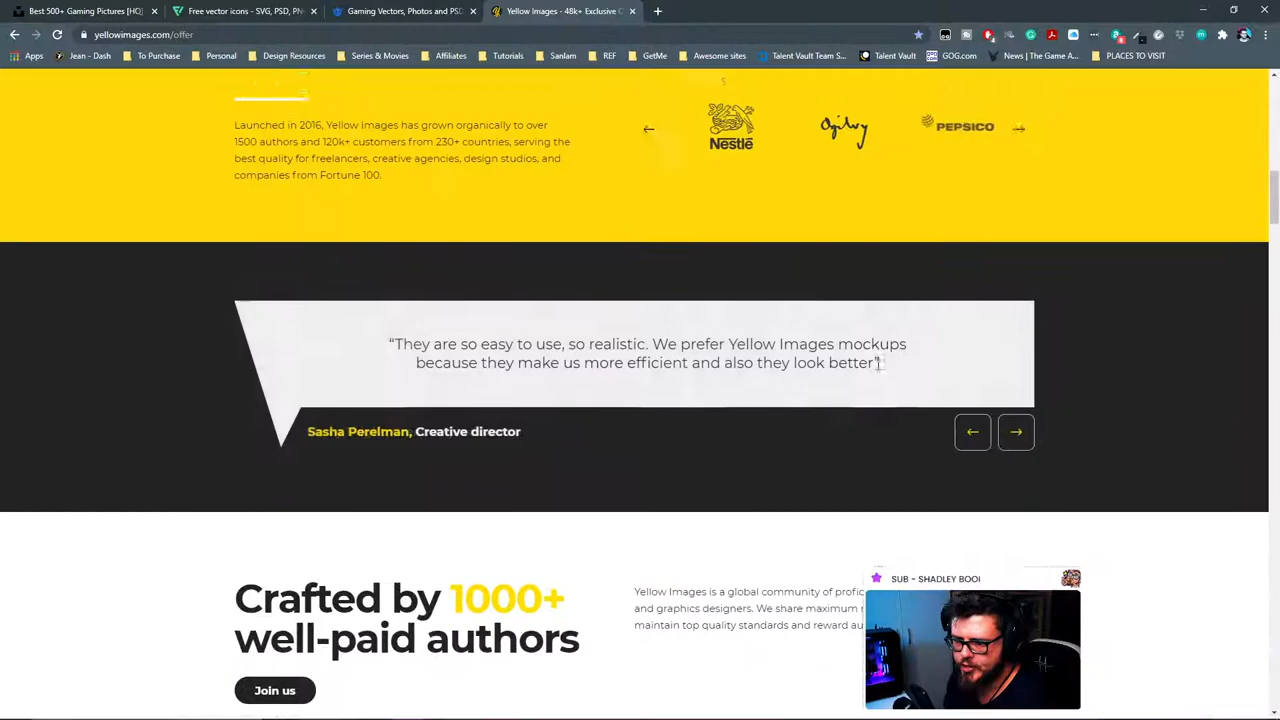 Best 500+ Gaming Pictures [HQ]
Free vector icons - SVG, PSD, PN
Gaming Vectors, Photos and PSD
Yellow Images - 48k+ Exclusive C
yellowimages.com/offer
Apps
Jean - Dash
To Purchase
Personal
Design Resources
Series & Movies
Affiliates
Tutorials
Sanlam
REF
GetMe
Awesome sites
Talent Vault Team S...
Talent Vault
GOG.com
News | The Game A...
PLACES TO VISIT
Launched in 2016, Yellow Images has grown organically to over
1500 authors and 120k+ customers from 230+ countries, serving the
best quality for freelancers, creative agencies, design studios, and
companies from Fortune 100.
Nestlé
Ogilvy
PEPSICO
“They are so easy to use, so realistic. We prefer Yellow Images mockups
because they make us more efficient and also they look better”
Sasha Perelman, Creative director
Crafted by 1000+
well-paid authors
Join us
Yellow Images is a global community of profic
and graphics designers. We share maximum
maintain top quality standards and reward au
SUB - SHADLEY BOOI